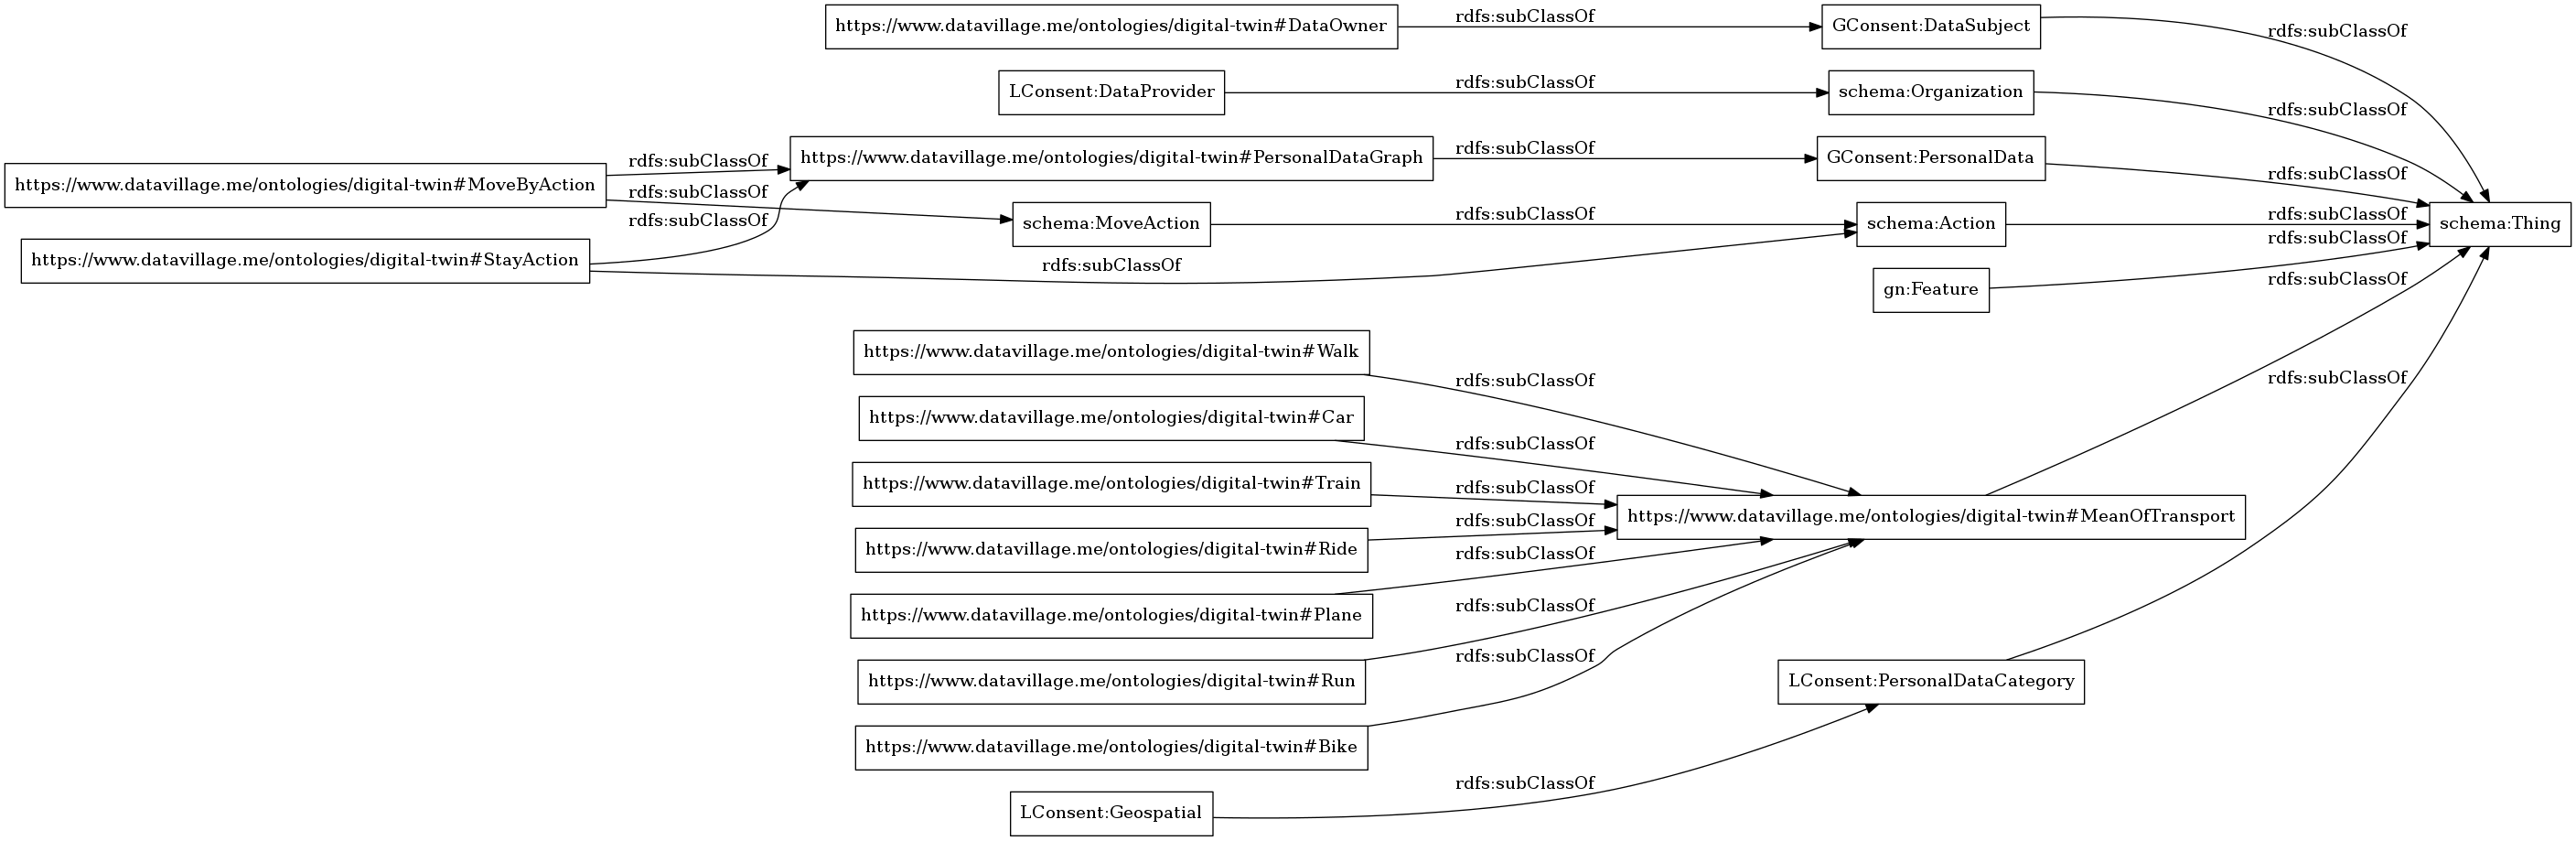 https://www.datavillage.me/ontologies/digital-twin#DataOwner
rdfs:subClassOf
GConsent:DataSubject
rdfs:subClassOf
LConsent:DataProvider
rdfs:subClassOf
schema:Organization
rdfs:subClassOf
https://www.datavillage.me/ontologies/digital-twin#MoveByAction
rdfs:subClassOf
rdfs:subClassOf
https://www.datavillage.me/ontologies/digital-twin#PersonalDataGraph
rdfs:subClassOf
GConsent:PersonalData
rdfs:subClassOf
https://www.datavillage.me/ontologies/digital-twin#StayAction
rdfs:subClassOf
rdfs:subClassOf
schema:MoveAction
rdfs:subClassOf
schema:Action
rdfs:subClassOf
schema:Thing
gn:Feature
rdfs:subClassOf
https://www.datavillage.me/ontologies/digital-twin#Walk
rdfs:subClassOf
https://www.datavillage.me/ontologies/digital-twin#Car
rdfs:subClassOf
https://www.datavillage.me/ontologies/digital-twin#Train
rdfs:subClassOf
https://www.datavillage.me/ontologies/digital-twin#Ride
rdfs:subClassOf
https://www.datavillage.me/ontologies/digital-twin#Plane
rdfs:subClassOf
https://www.datavillage.me/ontologies/digital-twin#Run
rdfs:subClassOf
https://www.datavillage.me/ontologies/digital-twin#Bike
rdfs:subClassOf
https://www.datavillage.me/ontologies/digital-twin#MeanOfTransport
rdfs:subClassOf
LConsent:Geospatial
rdfs:subClassOf
LConsent:PersonalDataCategory
rdfs:subClassOf